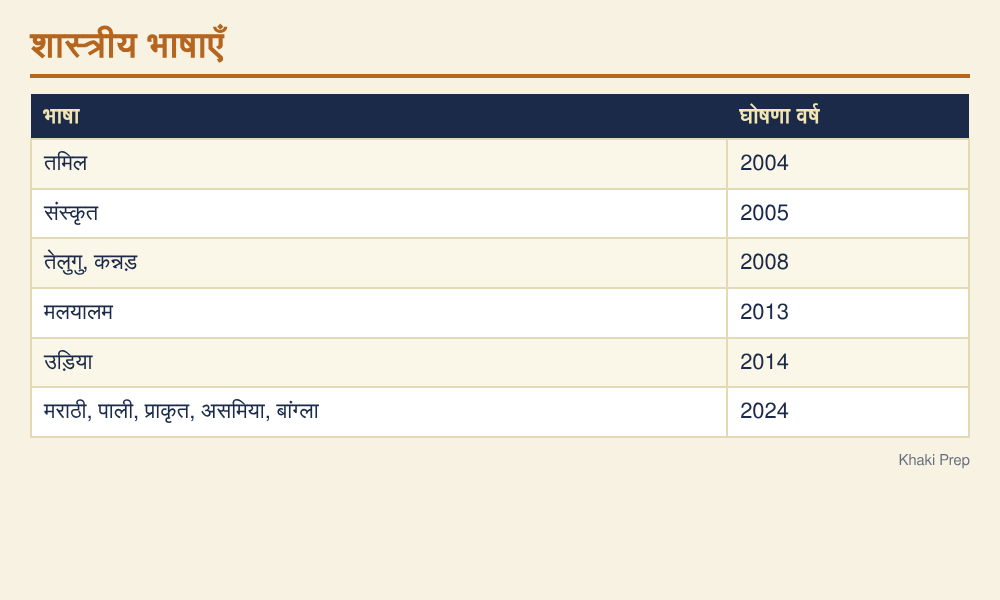 शास्त्रीय भाषाएँ
भाषा घोषणा वर्ष
तमिल 2004
संस्कृत 2005
तेलुगु, कन्नड़ 2008
मलयालम 2013
उड़िया 2014
मराठी, पाली, प्राकृत, असमिया, बांग्ला 2024
Khaki Prep